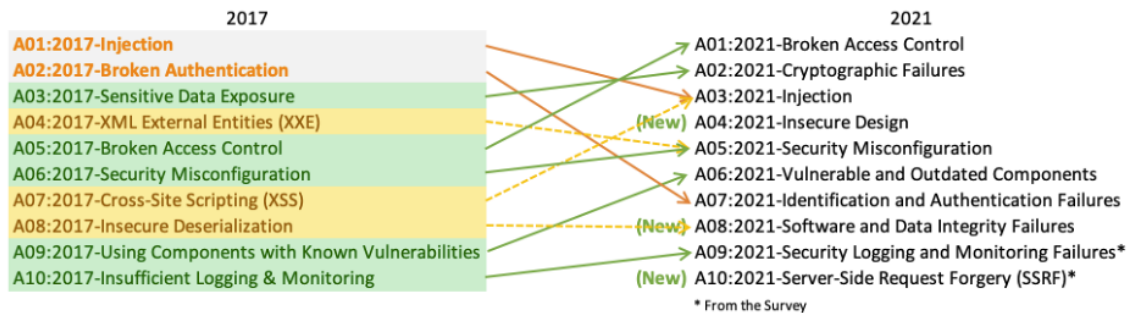 2017
2021
A01:2017-Injection
A01:2021-Broken Access Control
A02:2017-Broken Authentication
A02:2021-Cryptographic Failures
A03:2017-Sensitive Data Exposure
A03:2021-Injection
A04:2017-XML External Entities (XXE)
(New) A04:2021-Insecure Design
A05:2017-Broken Access Control
A05:2021-Security Misconfiguration
A06:2017-Security Misconfiguration
A06:2021-Vulnerable and Outdated Components
A07:2017-Cross-Site Scripting (XSS)
A07:2021-Identification and Authentication Failures
A08:2017-Insecure Deserialization
(New) A08:2021-Software and Data Integrity Failures
A09:2017-Using Components with Known Vulnerabilities
A09:2021-Security Logging and Monitoring Failures*
A10:2017-Insufficient Logging & Monitoring
(New) A10:2021-Server-Side Request Forgery (SSRF)*
* From the Survey